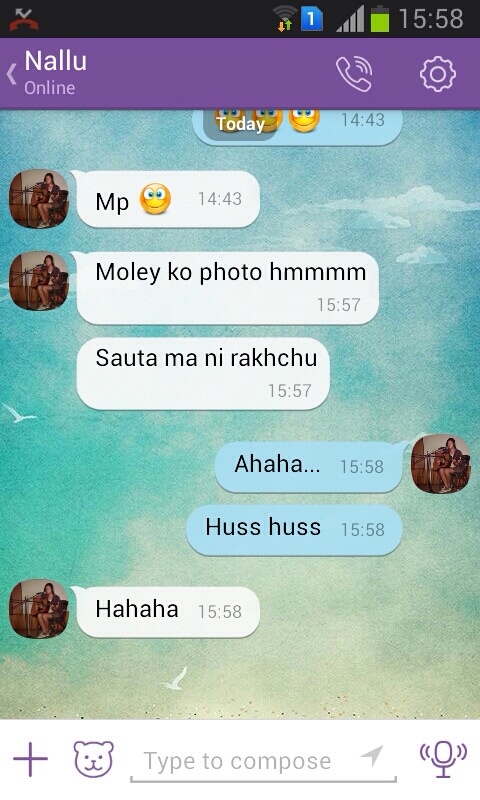 15:58
1
Nallu
Online
14:43
Today
Mp 14:43
Moley ko photo hmmmm
15:57
Sauta ma ni rakhchu
15:57
Ahaha... 15:58
Huss huss 15:58
Hahaha 15:58
Type to compose